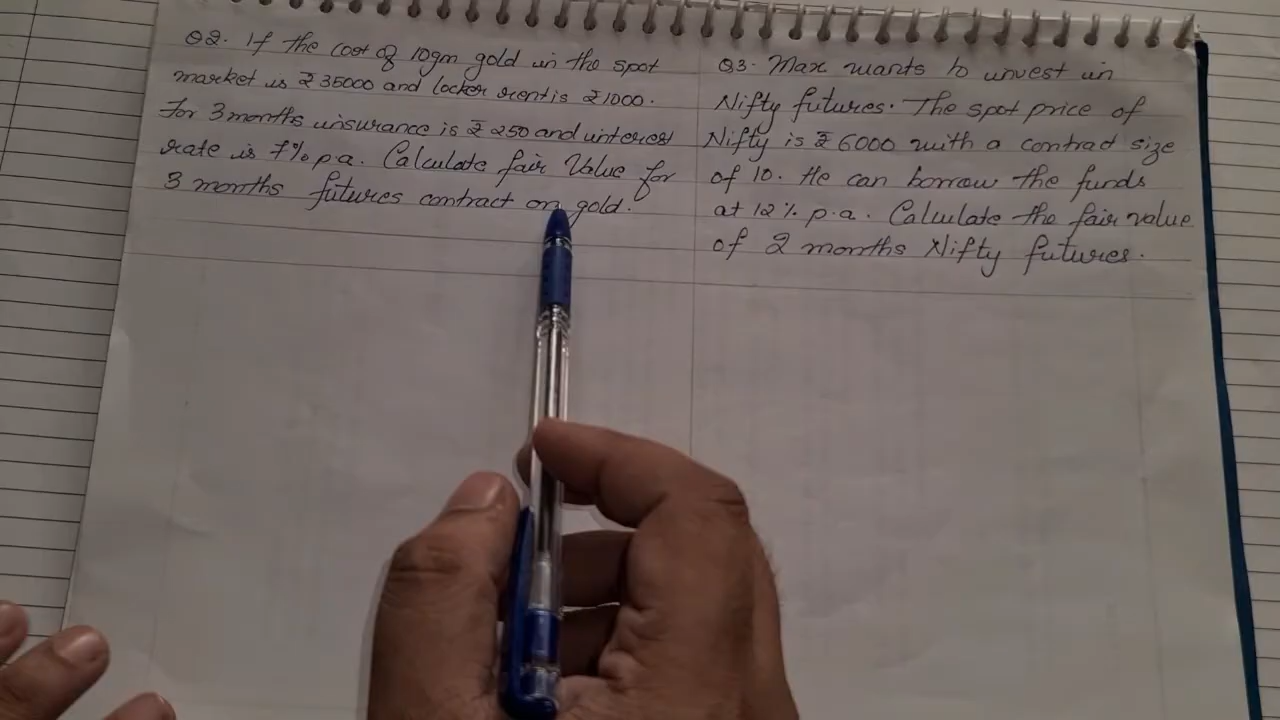 Q2. If the cost of 10gm gold in the spot
market is ₹35000 and locker rent is ₹1000.
For 3 months insurance is ₹250 and interest
rate is 7% p.a. Calculate fair Value for
3 months futures contract on gold.
Q3. Max wants to invest in
Nifty futures. The spot price of
Nifty is ₹6000 with a contract size
of 10. He can borrow the funds
at 12% p.a. Calculate the fair value
of 2 months Nifty futures.